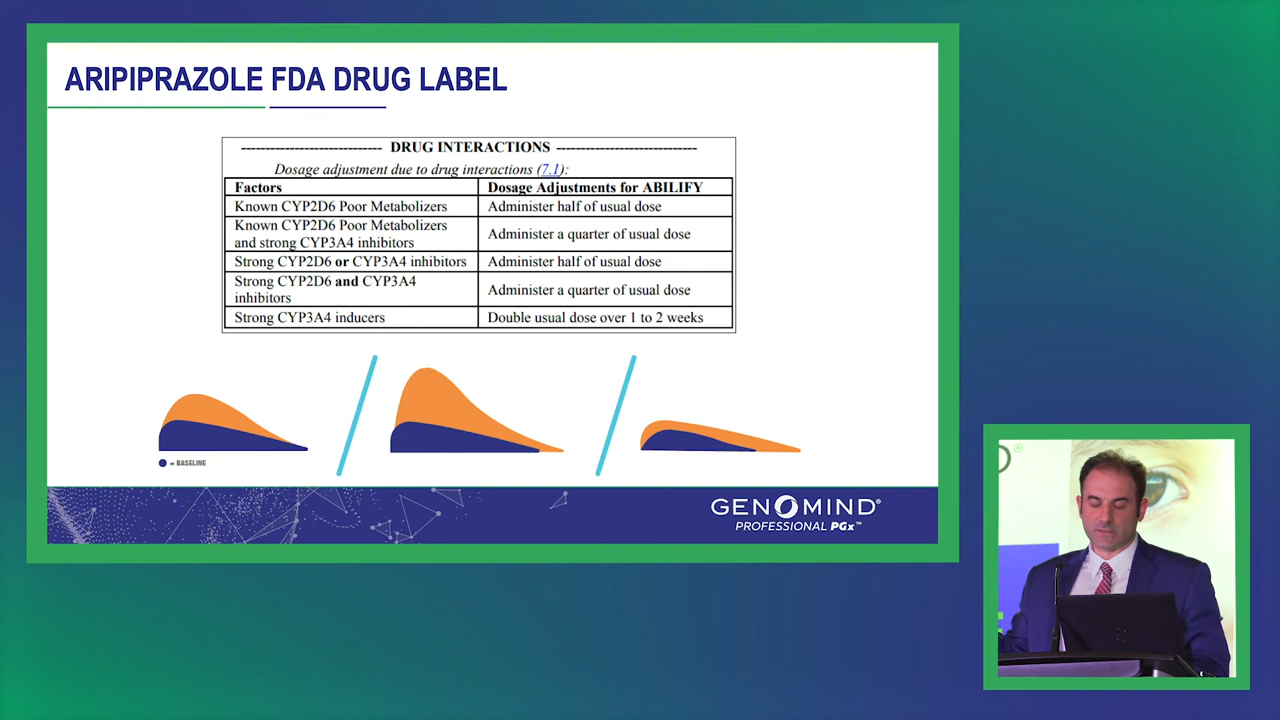 ARIPIPRAZOLE FDA DRUG LABEL
----------------------------- DRUG INTERACTIONS -----------------------------
Dosage adjustment due to drug interactions (7.1):
Factors Dosage Adjustments for ABILIFY
Known CYP2D6 Poor Metabolizers Administer half of usual dose
Known CYP2D6 Poor Metabolizers
and strong CYP3A4 inhibitors
Administer a quarter of usual dose
Strong CYP2D6 or CYP3A4 inhibitors Administer half of usual dose
Strong CYP2D6 and CYP3A4
inhibitors
Administer a quarter of usual dose
Strong CYP3A4 inducers Double usual dose over 1 to 2 weeks
= BASELINE
GENOMIND®
PROFESSIONAL PGx™